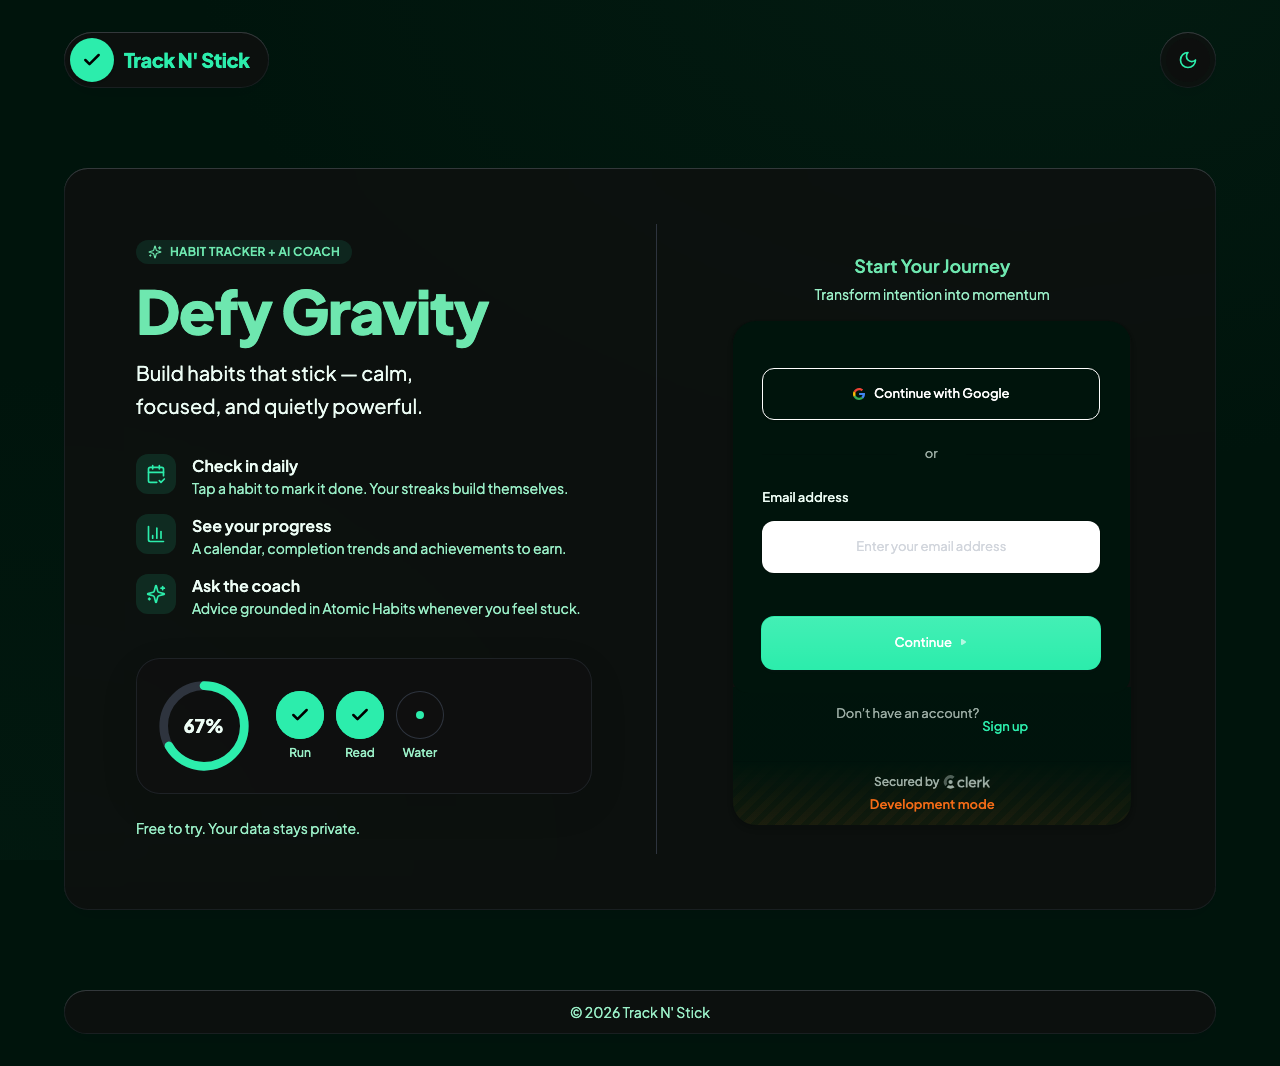 Track N' Stick
HABIT TRACKER + AI COACH
Defy Gravity
Build habits that stick — calm,
focused, and quietly powerful.
Check in daily
Tap a habit to mark it done. Your streaks build themselves.
See your progress
A calendar, completion trends and achievements to earn.
Ask the coach
Advice grounded in Atomic Habits whenever you feel stuck.
67%
Run
Read
Water
Free to try. Your data stays private.
Start Your Journey
Transform intention into momentum
Continue with Google
or
Email address
Enter your email address
Continue
Don't have an account?
Sign up
Secured by clerk
Development mode
© 2026 Track N' Stick